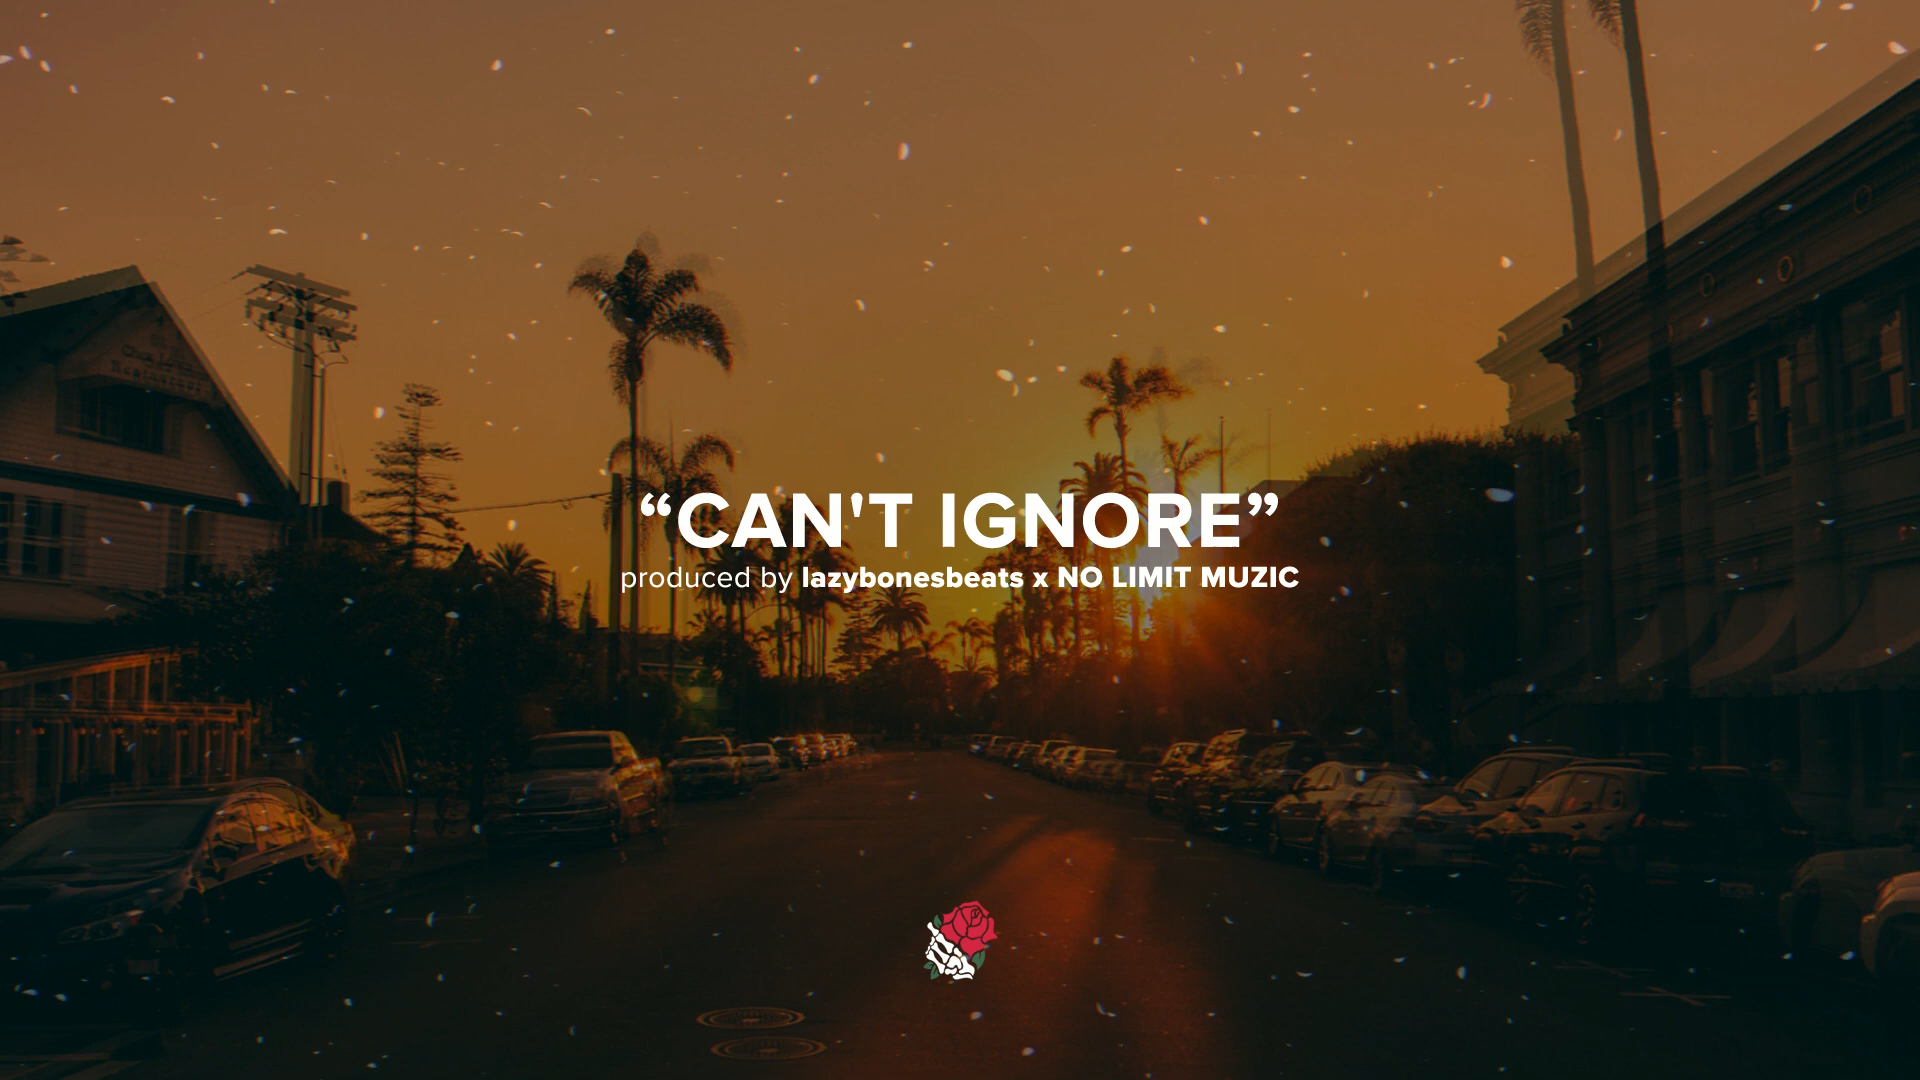 “CAN'T IGNORE”
produced by lazybonesbeats x NO LIMIT MUZIC